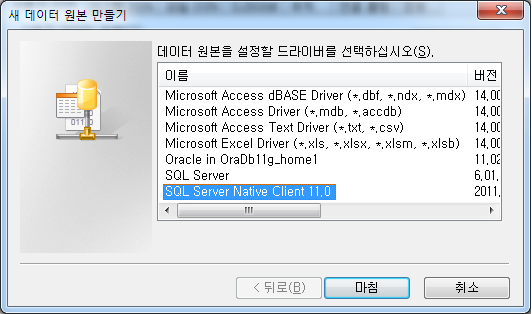 새 데이터 원본 만들기
데이터 원본을 설정할 드라이버를 선택하십시오(S).
이름 버전
Microsoft Access dBASE Driver (*.dbf, *.ndx, *.mdx) 14.00
Microsoft Access Driver (*.mdb, *.accdb) 14.00
Microsoft Access Text Driver (*.txt, *.csv) 14.00
Microsoft Excel Driver (*.xls, *.xlsx, *.xlsm, *.xlsb) 14.00
Oracle in OraDb11g_home1 11.02
SQL Server 6.01.
SQL Server Native Client 11.0 2011.
< 뒤로(B) 마침 취소